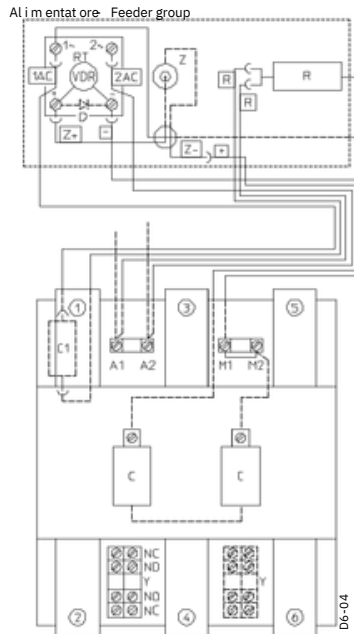 Alimentatore Feeder group
1~ 2~
RT
1AC VDR 2AC
+ -
D
Z+ -
Z
Z- +
R
R
R
1 3 5
C1
A1 A2 M1 M2
C C
NC
NO
Y Y
NO
NC
2 4 6
D6-04